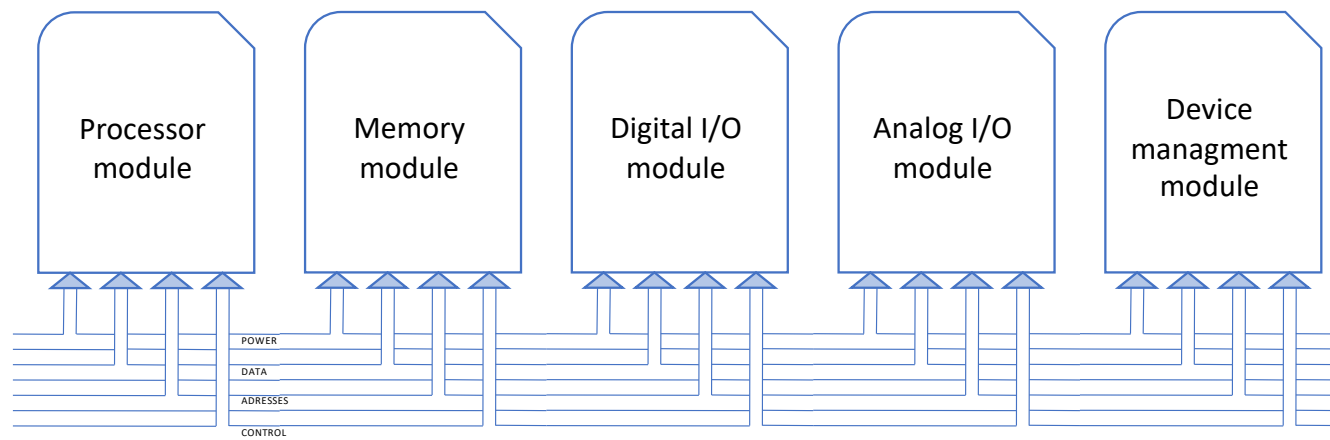 Processor
module
Memory
module
Digital I/O
module
Analog I/O
module
Device
managment
module
POWER
DATA
ADRESSES
CONTROL